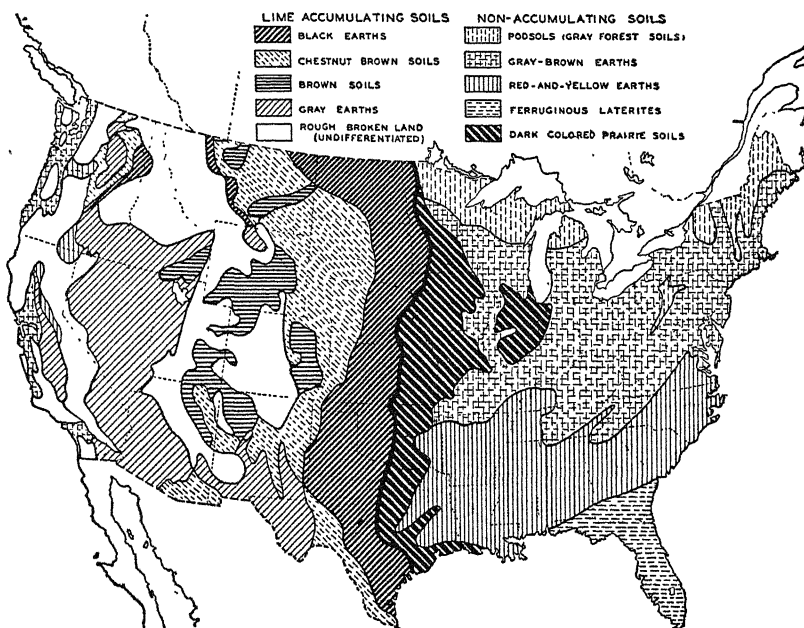 LIME ACCUMULATING SOILS
BLACK EARTHS
CHESTNUT BROWN SOILS
BROWN SOILS
GRAY EARTHS
ROUGH BROKEN LAND
(UNDIFFERENTIATED)
NON-ACCUMULATING SOILS
PODSOLS (GRAY FOREST SOILS)
GRAY-BROWN EARTHS
RED-AND-YELLOW EARTHS
FERRUGINOUS LATERITES
DARK COLORED PRAIRIE SOILS